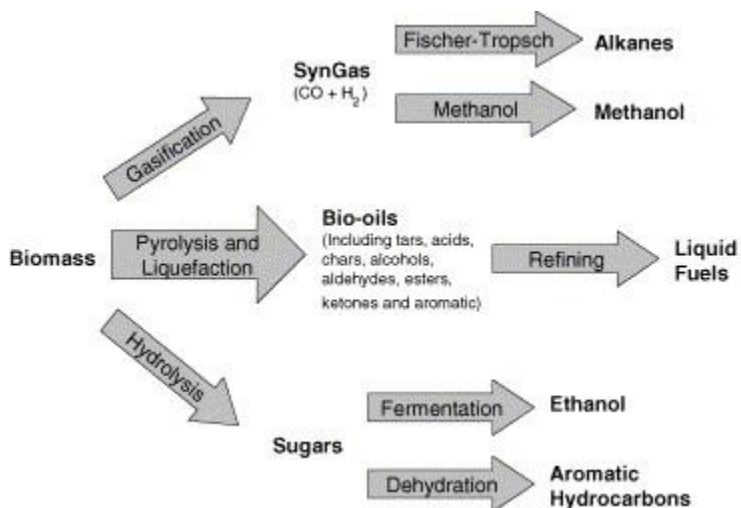 Fischer-Tropsch
Alkanes
SynGas
(CO + H2)
Methanol
Methanol
Gasification
Bio-oils
(Including tars, acids,
chars, alcohols,
aldehydes, esters,
ketones and aromatic)
Biomass
Pyrolysis and
Liquefaction
Refining
Liquid
Fuels
Hydrolysis
Sugars
Fermentation
Ethanol
Dehydration
Aromatic
Hydrocarbons